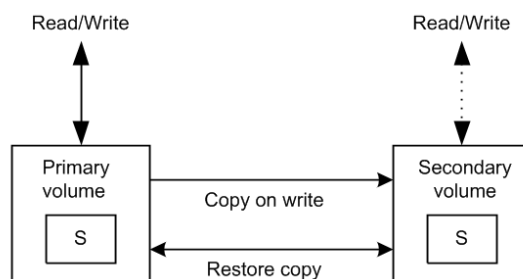 Read/Write
Read/Write
Primary
volume
Secondary
volume
Copy on write
S
S
Restore copy